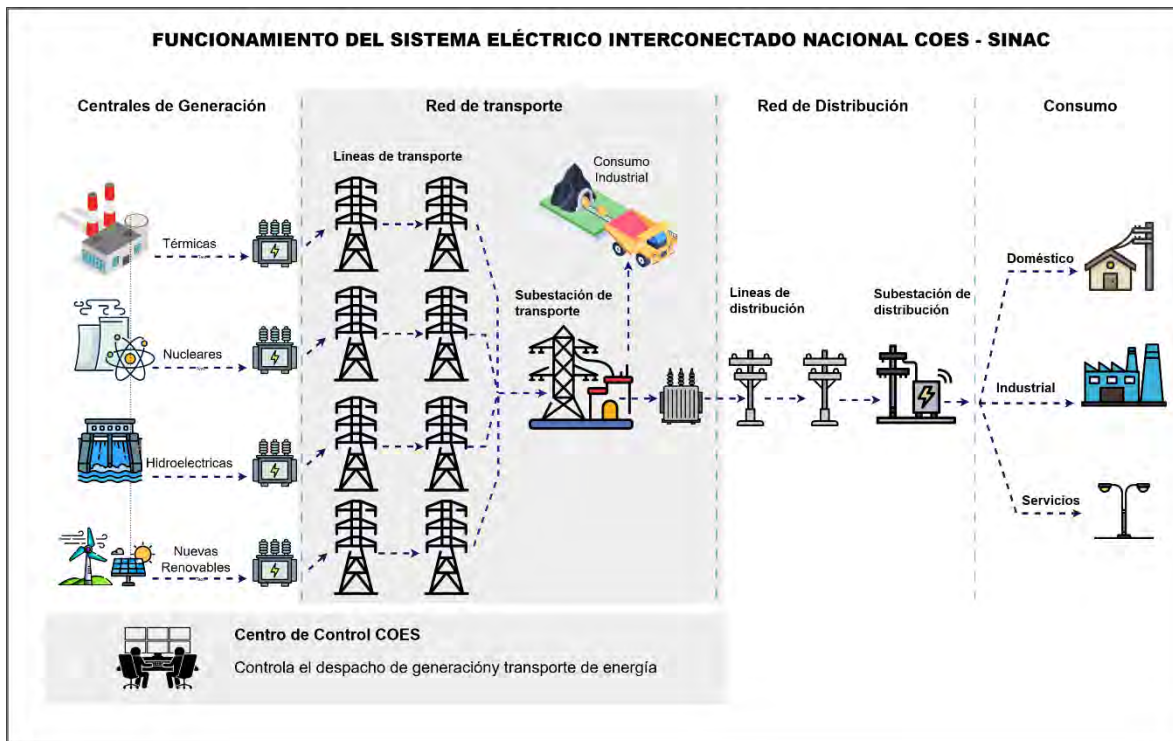 FUNCIONAMIENTO DEL SISTEMA ELÉCTRICO INTERCONECTADO NACIONAL COES - SINAC
Centrales de Generación
Red de transporte
Red de Distribución
Consumo
Líneas de transporte
Consumo
Industrial
Térmicas
Nucleares
Hidroelectricas
Nuevas
Renovables
Subestación de
transporte
Lineas de
distribución
Subestación de
distribución
Doméstico
Industrial
Servicios
Centro de Control COES
Controla el despacho de generacióny transporte de energía